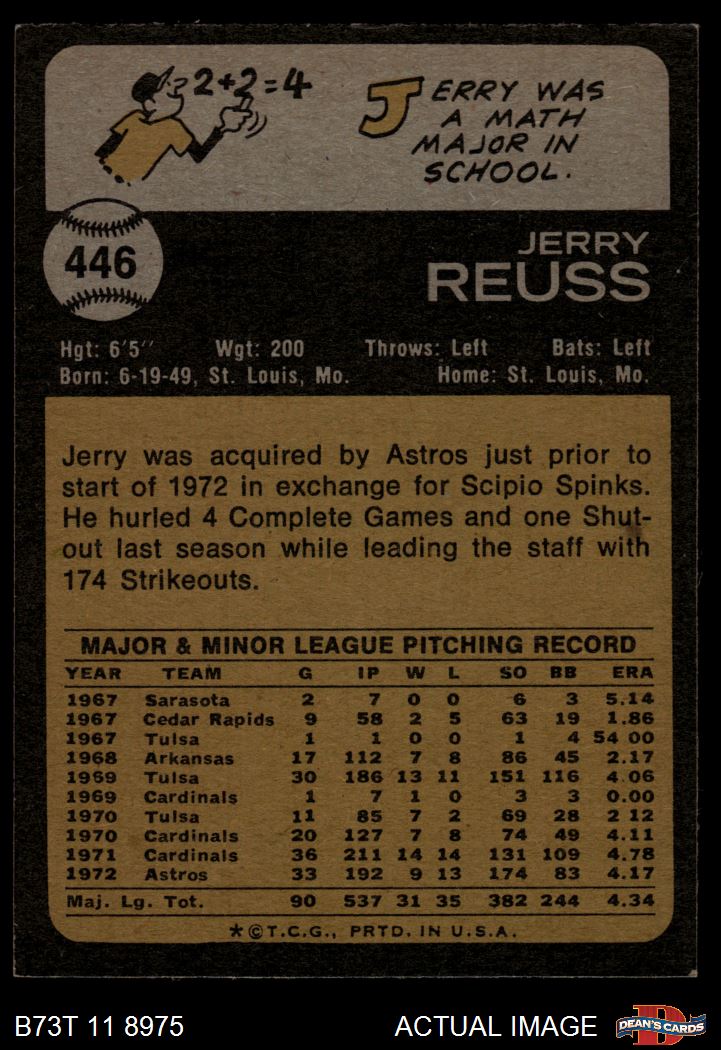 2+2=4
JERRY WAS
A MATH
MAJOR IN
SCHOOL.
446
JERRY
REUSS
Hgt: 6'5" Wgt: 200 Throws: Left Bats: Left
Born: 6-19-49, St. Louis, Mo. Home: St. Louis, Mo.
Jerry was acquired by Astros just prior to
start of 1972 in exchange for Scipio Spinks.
He hurled 4 Complete Games and one Shut-
out last season while leading the staff with
174 Strikeouts.
MAJOR & MINOR LEAGUE PITCHING RECORD
YEAR TEAM G IP W L SO BB ERA
1967 Sarasota 2 7 0 0 6 3 5.14
1967 Cedar Rapids 9 58 2 5 63 19 1.86
1967 Tulsa 1 1 0 0 1 4 54 00
1968 Arkansas 17 112 7 8 86 45 2.17
1969 Tulsa 30 186 13 11 151 116 4.06
1969 Cardinals 1 7 1 0 3 3 0.00
1970 Tulsa 11 85 7 2 69 28 2 12
1970 Cardinals 20 127 7 8 74 49 4.11
1971 Cardinals 36 211 14 14 131 109 4.78
1972 Astros 33 192 9 13 174 83 4.17
Maj. Lg. Tot. 90 537 31 35 382 244 4.34
*©T.C.G., PRTD. IN U.S.A.
B73T 11 8975 ACTUAL IMAGE
D
DEAN'S CARDS